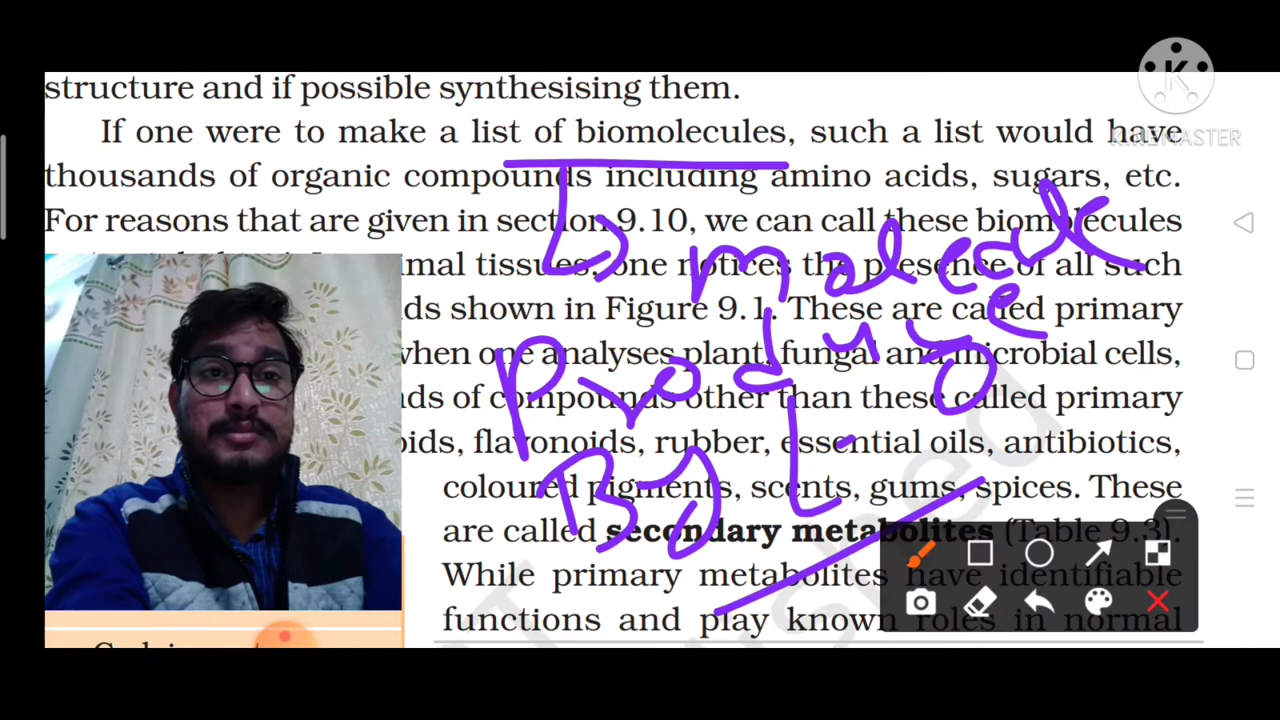 structure and if possible synthesising them.
If one were to make a list of biomolecules, such a list would have
thousands of organic compounds including amino acids, sugars, etc.
For reasons that are given in section 9.10, we can call these biomolecules
imal tissues, one notices the presence of all such
ds shown in Figure 9.1. These are called primary
when one analyses plant, fungal and microbial cells,
ds of compounds other than these called primary
oids, flavonoids, rubber, essential oils, antibiotics,
coloured pigments, scents, gums, spices. These
are called secondary metabolites (Table 9.3).
While primary metabolites have identifiable
functions and play known roles in normal
K
KINEMASTER
Produce